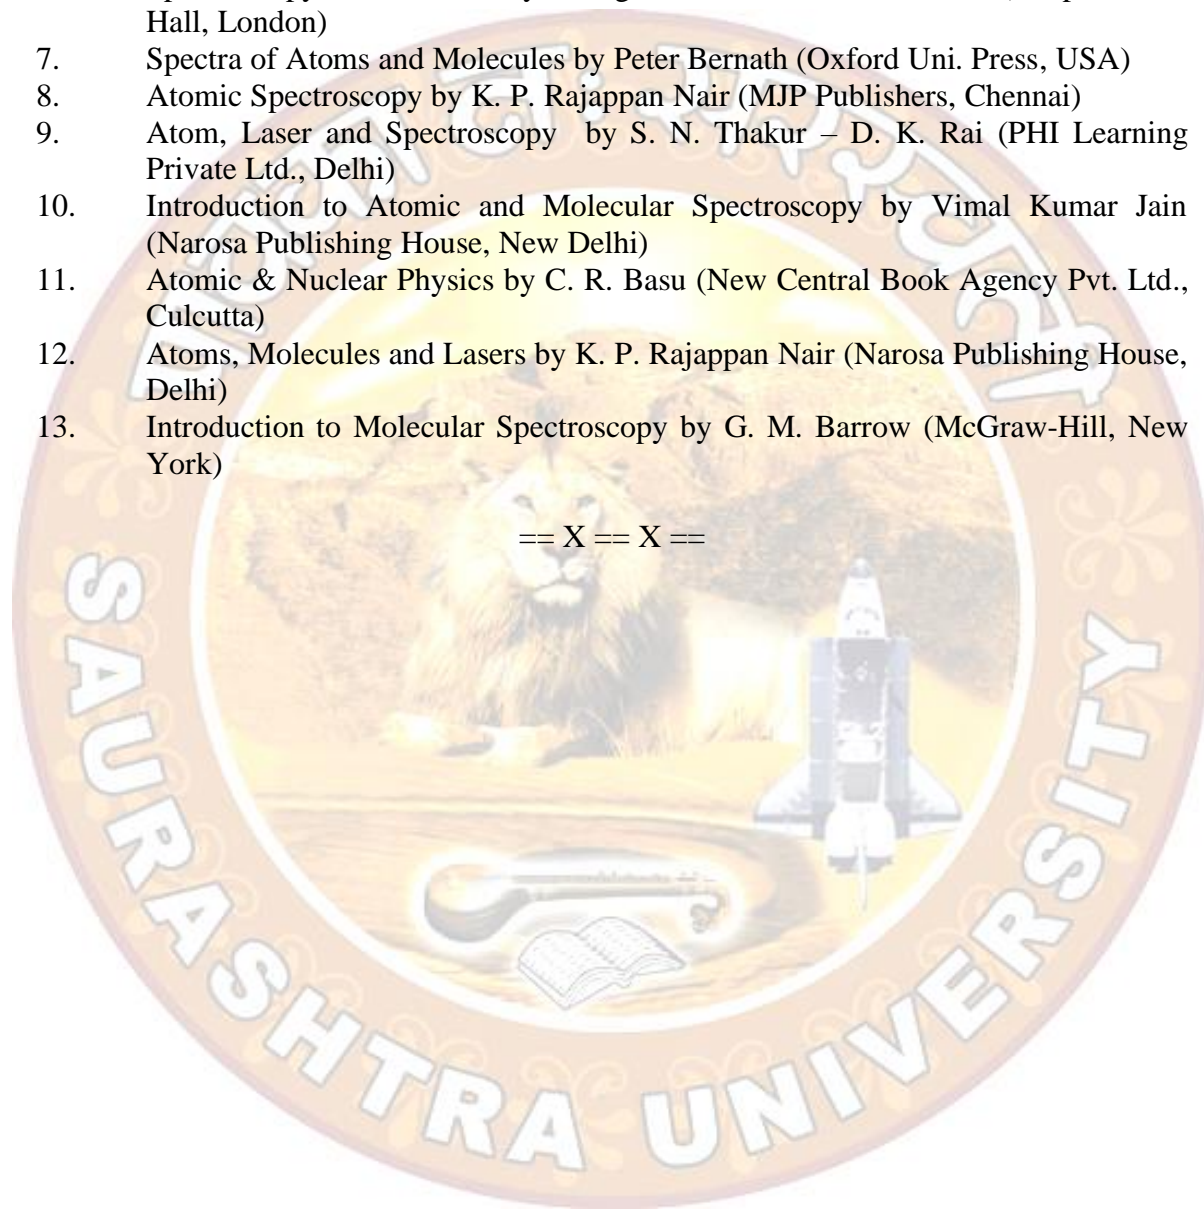 Hall, London)
7. Spectra of Atoms and Molecules by Peter Bernath (Oxford Uni. Press, USA)
8. Atomic Spectroscopy by K. P. Rajappan Nair (MJP Publishers, Chennai)
9. Atom, Laser and Spectroscopy by S. N. Thakur – D. K. Rai (PHI Learning
Private Ltd., Delhi)
10. Introduction to Atomic and Molecular Spectroscopy by Vimal Kumar Jain
(Narosa Publishing House, New Delhi)
11. Atomic & Nuclear Physics by C. R. Basu (New Central Book Agency Pvt. Ltd.,
Culcutta)
12. Atoms, Molecules and Lasers by K. P. Rajappan Nair (Narosa Publishing House,
Delhi)
13. Introduction to Molecular Spectroscopy by G. M. Barrow (McGraw-Hill, New
York)
== X == X ==
SAURASHTRA UNIVERSITY